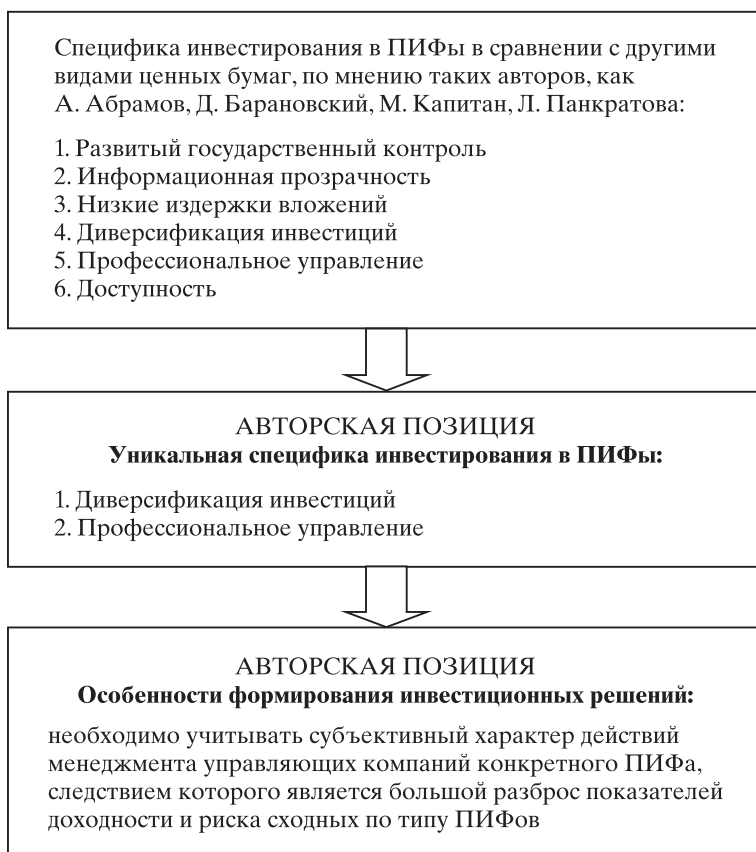 Специфика инвестирования в ПИФы в сравнении с другими
видами ценных бумаг, по мнению таких авторов, как
А. Абрамов, Д. Барановский, М. Капитан, Л. Панкратова:
1. Развитый государственный контроль
2. Информационная прозрачность
3. Низкие издержки вложений
4. Диверсификация инвестиций
5. Профессиональное управление
6. Доступность
АВТОРСКАЯ ПОЗИЦИЯ
Уникальная специфика инвестирования в ПИФы:
1. Диверсификация инвестиций
2. Профессиональное управление
АВТОРСКАЯ ПОЗИЦИЯ
Особенности формирования инвестиционных решений:
необходимо учитывать субъективный характер действий
менеджмента управляющих компаний конкретного ПИФа,
следствием которого является большой разброс показателей
доходности и риска сходных по типу ПИФов